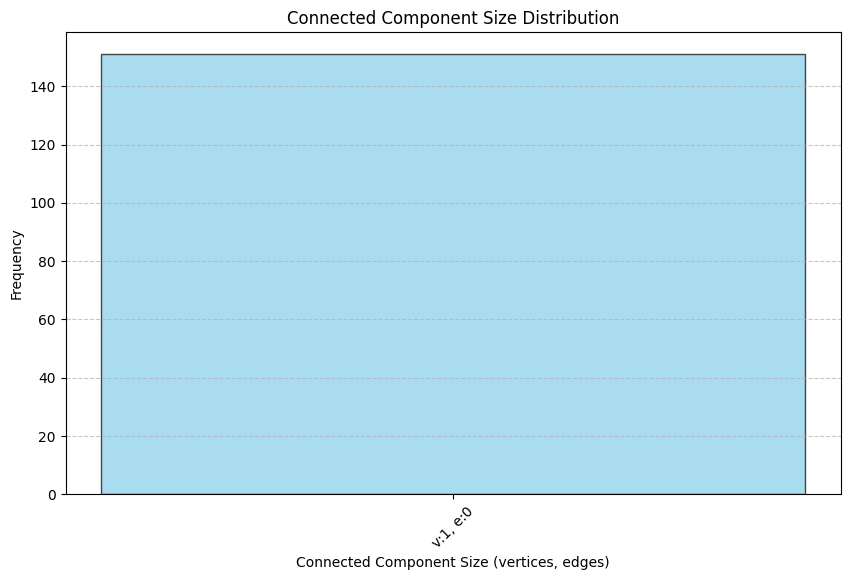 Connected Component Size Distribution
Frequency
140
120
100
80
60
40
20
0
v:1, e:0
Connected Component Size (vertices, edges)